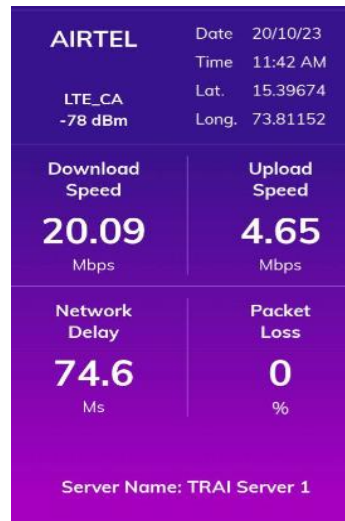 AIRTEL
LTE_CA
-78 dBm
Date 20/10/23
Time 11:42 AM
Lat. 15.39674
Long. 73.81152
Download
Speed
20.09
Mbps
Upload
Speed
4.65
Mbps
Network
Delay
74.6
Ms
Packet
Loss
0
%
Server Name: TRAI Server 1